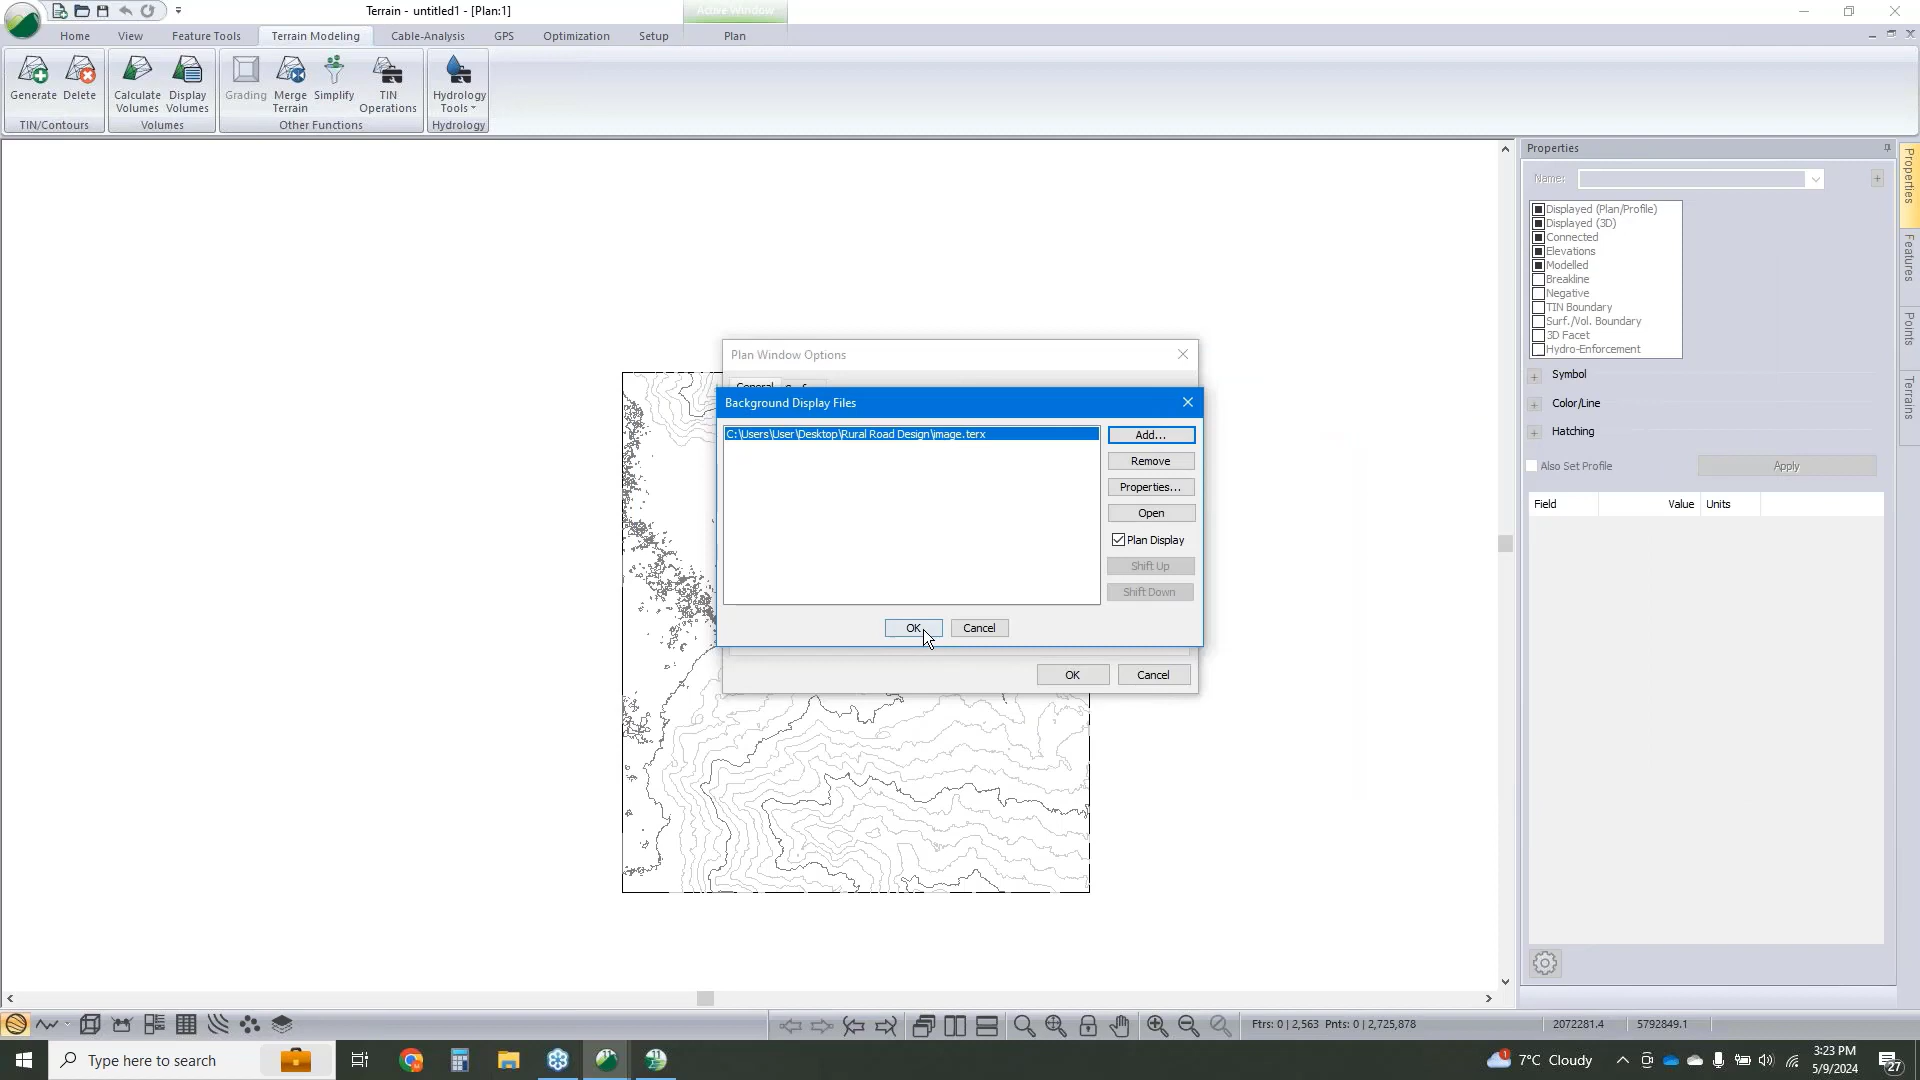 Terrain - untitled1 - [Plan:1]
Active Window
Home View Feature Tools Terrain Modeling Cable-Analysis GPS Optimization Setup Plan
Generate Delete Calculate Volumes Display Volumes Grading Merge Terrain Simplify TIN Operations Hydrology Tools
TIN/Contours Volumes Other Functions Hydrology
Properties
Name:
Displayed (Plan/Profile)
Displayed (3D)
Connected
Elevations
Modelled
Breakline
Negative
TIN Boundary
Surf./Vol. Boundary
3D Facet
Hydro-Enforcement
Symbol
Color/Line
Hatching
Also Set Profile Apply
Field Value Units
Properties
Features
Points
Terrains
Plan Window Options
General
Background Display Files
C:\Users\User\Desktop\Rural Road Design\image.terx
Add...
Remove
Properties...
Open
Plan Display
Shift Up
Shift Down
OK Cancel
OK Cancel
Ftrs: 0 | 2,563 Pnts: 0 | 2,725,878 2072281.4 5792849.1
Type here to search
1
7°C Cloudy
3:23 PM
5/9/2024
27